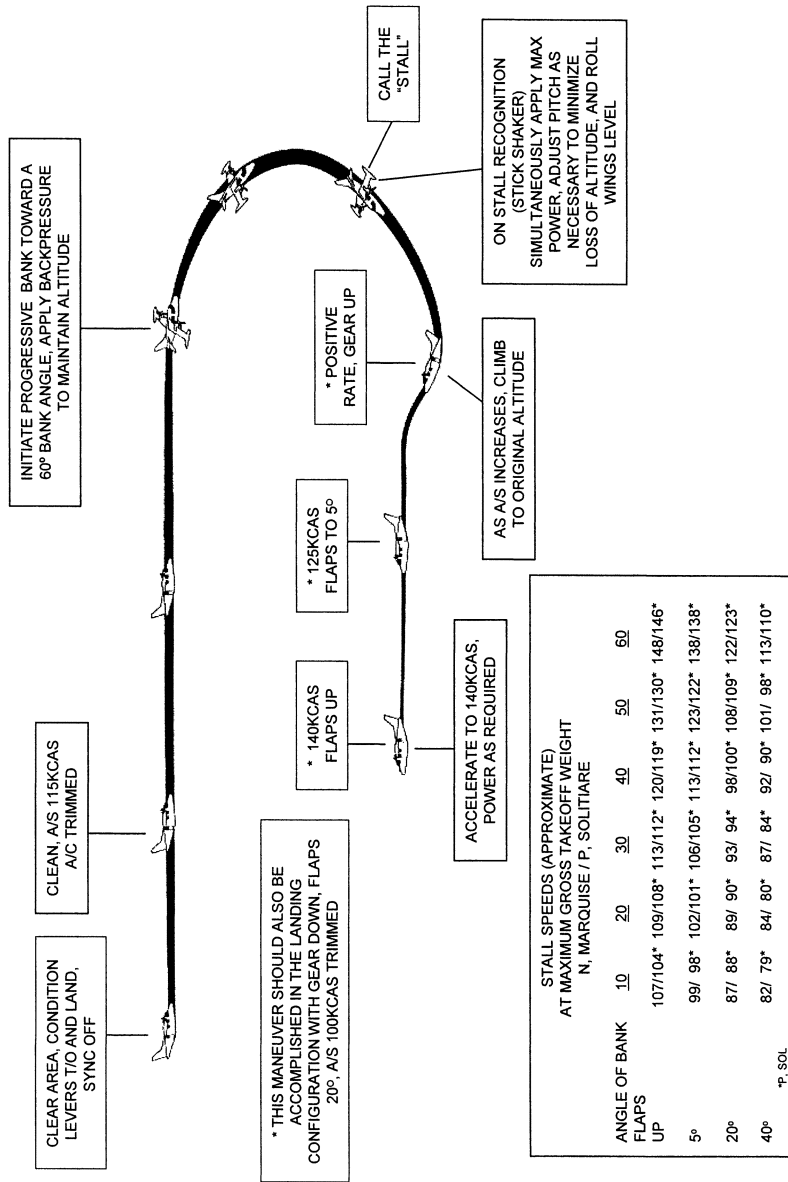 CLEAR AREA, CONDITION
LEVERS T/O AND LAND,
SYNC OFF
CLEAN, A/S 115KCAS
A/C TRIMMED
INITIATE PROGRESSIVE BANK TOWARD A
60º BANK ANGLE, APPLY BACKPRESSURE
TO MAINTAIN ALTITUDE
CALL THE
"STALL"
ON STALL RECOGNITION
(STICK SHAKER)
SIMULTANEOUSLY APPLY MAX
POWER, ADJUST PITCH AS
NECESSARY TO MINIMIZE
LOSS OF ALTITUDE, AND ROLL
WINGS LEVEL
* POSITIVE
RATE, GEAR UP
AS A/S INCREASES, CLIMB
TO ORIGINAL ALTITUDE
* 125KCAS
FLAPS TO 5º
* 140KCAS
FLAPS UP
ACCELERATE TO 140KCAS,
POWER AS REQUIRED
* THIS MANEUVER SHOULD ALSO BE
ACCOMPLISHED IN THE LANDING
CONFIGURATION WITH GEAR DOWN, FLAPS
20º, A/S 100KCAS TRIMMED
STALL SPEEDS (APPROXIMATE)
AT MAXIMUM GROSS TAKEOFF WEIGHT
N, MARQUISE / P, SOLITIARE
ANGLE OF BANK 10 20 30 40 50 60
FLAPS
UP 107/104* 109/108* 113/112* 120/119* 131/130* 148/146*
5º 99/ 98* 102/101* 106/105* 113/112* 123/122* 138/138*
20º 87/ 88* 89/ 90* 93/ 94* 98/100* 108/109* 122/123*
40º 82/ 79* 84/ 80* 87/ 84* 92/ 90* 101/ 98* 113/110*
*P, SOL